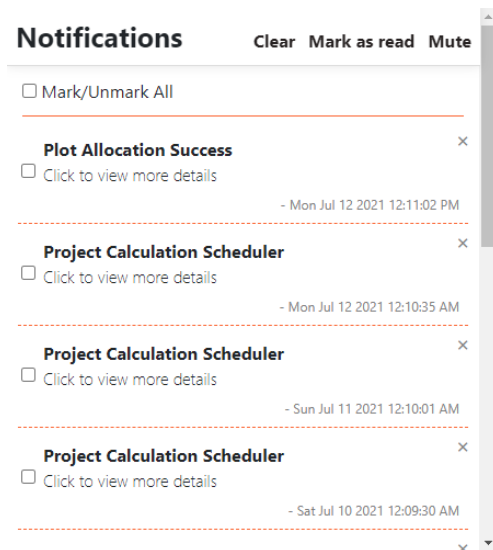 Notifications Clear Mark as read Mute
Mark/Unmark All
Plot Allocation Success
Click to view more details
- Mon Jul 12 2021 12:11:02 PM
Project Calculation Scheduler
Click to view more details
- Mon Jul 12 2021 12:10:35 AM
Project Calculation Scheduler
Click to view more details
- Sun Jul 11 2021 12:10:01 AM
Project Calculation Scheduler
Click to view more details
- Sat Jul 10 2021 12:09:30 AM